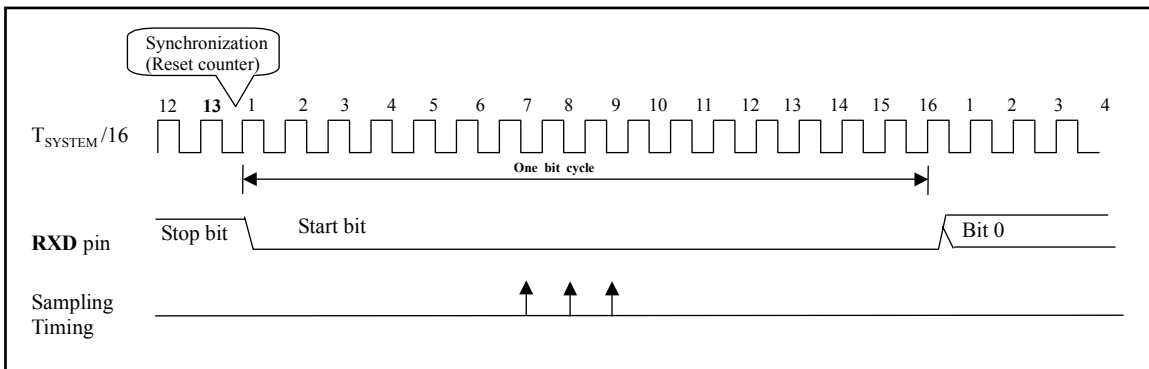 Synchronization
(Reset counter)
12 13 1 2 3 4 5 6 7 8 9 10 11 12 13 14 15 16 1 2 3 4
TSYSTEM /16
One bit cycle
RXD pin
Stop bit
Start bit
Bit 0
Sampling
Timing